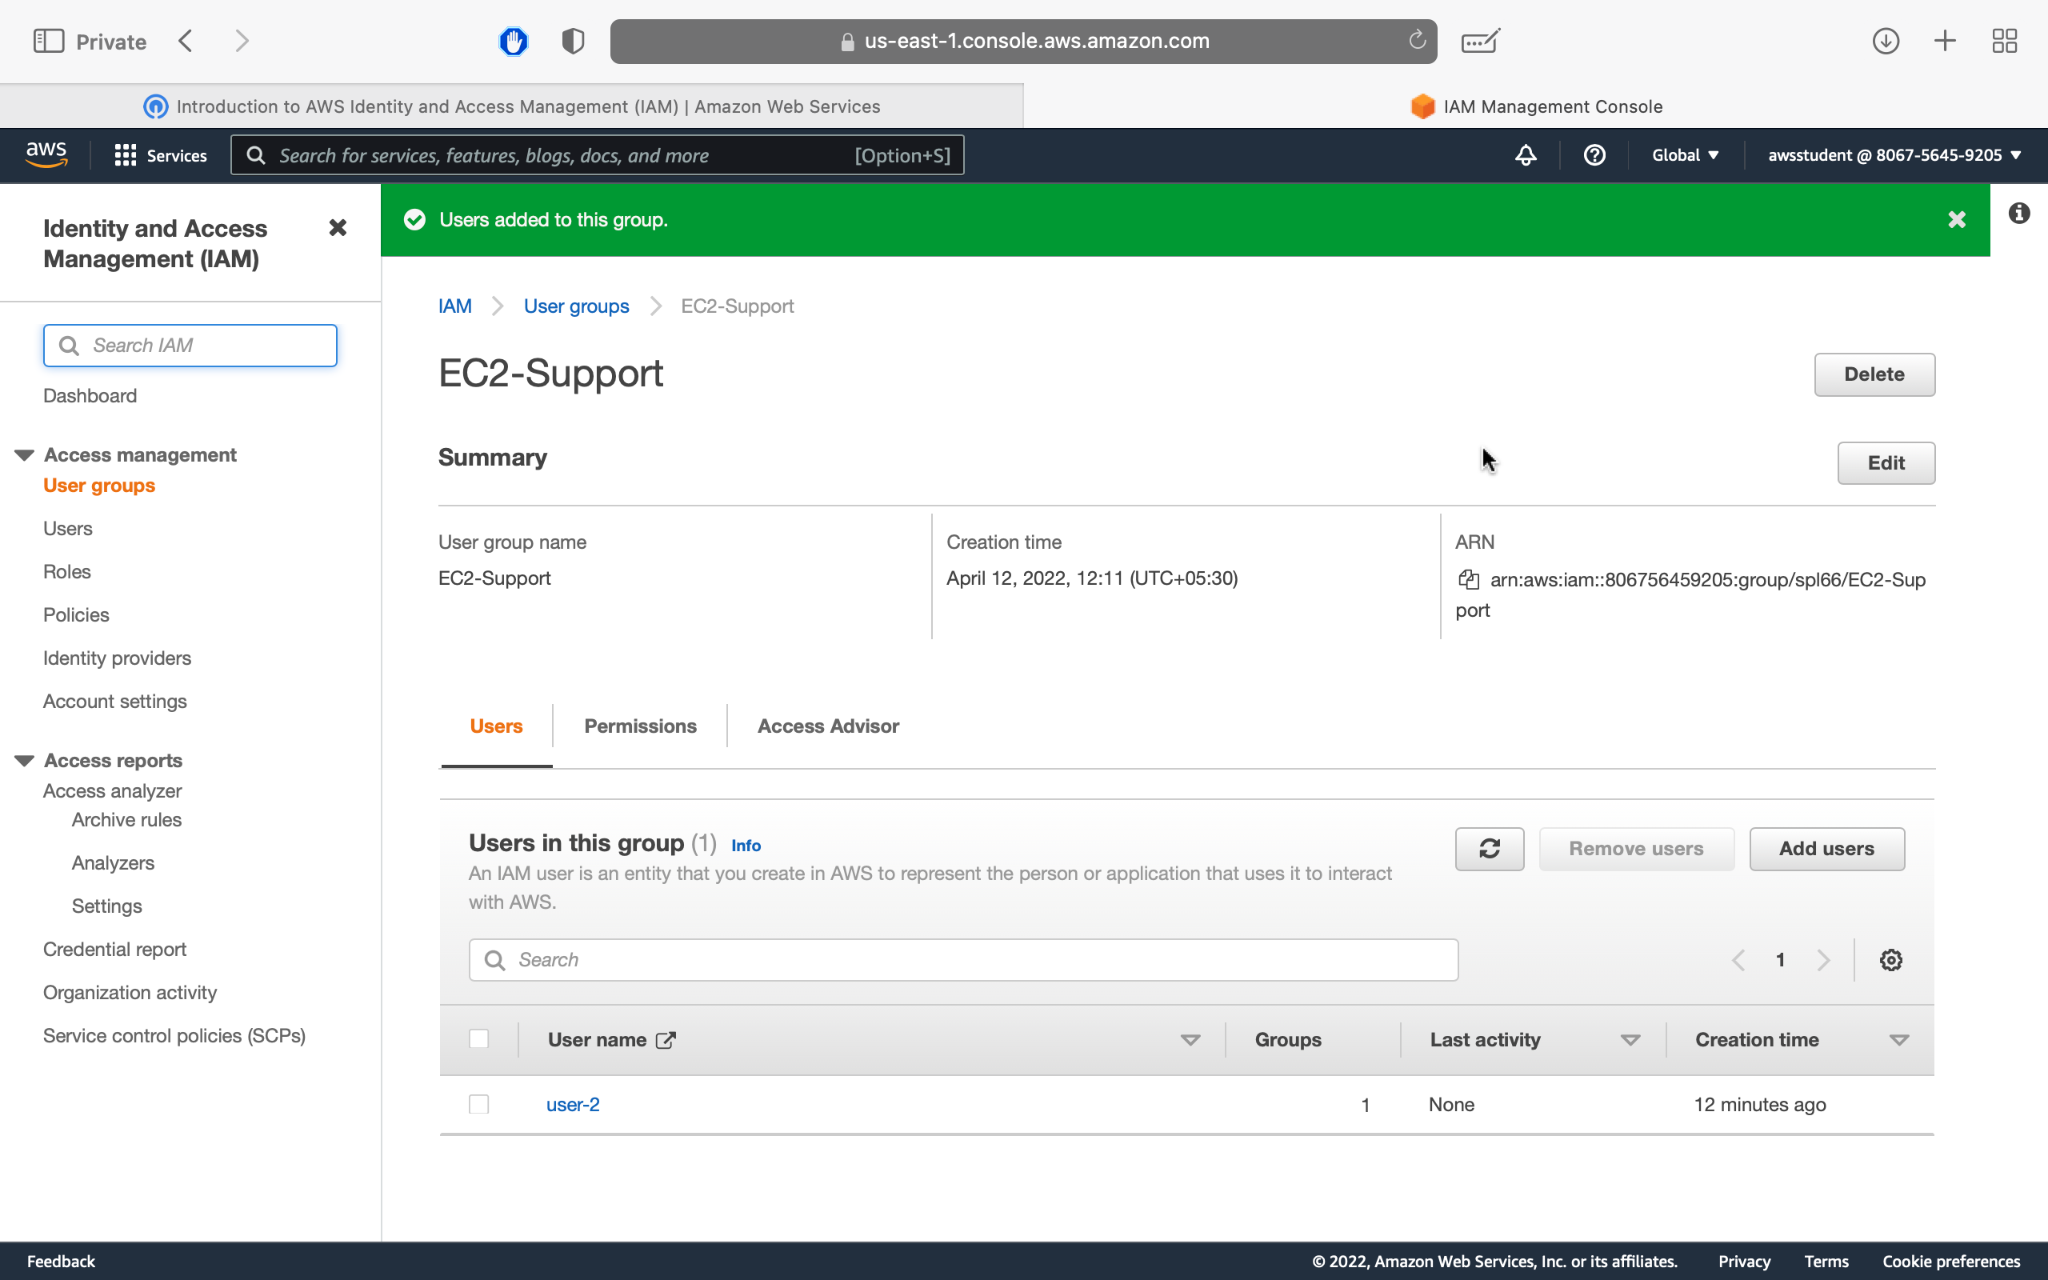 Private
us-east-1.console.aws.amazon.com
Introduction to AWS Identity and Access Management (IAM) | Amazon Web Services
IAM Management Console
aws
Services
Search for services, features, blogs, docs, and more
[Option+S]
Global
awsstudent @ 8067-5645-9205
Identity and Access
Management (IAM)
Search IAM
Dashboard
Access management
User groups
Users
Roles
Policies
Identity providers
Account settings
Access reports
Access analyzer
Archive rules
Analyzers
Settings
Credential report
Organization activity
Service control policies (SCPs)
Users added to this group.
IAM
User groups
EC2-Support
EC2-Support
Delete
Summary
Edit
User group name
EC2-Support
Creation time
April 12, 2022, 12:11 (UTC+05:30)
ARN
arn:aws:iam::806756459205:group/spl66/EC2-Sup
port
Users
Permissions
Access Advisor
Users in this group (1) Info
An IAM user is an entity that you create in AWS to represent the person or application that uses it to interact
with AWS.
Remove users
Add users
Search
1
User name
Groups
Last activity
Creation time
user-2
1
None
12 minutes ago
Feedback
© 2022, Amazon Web Services, Inc. or its affiliates.
Privacy
Terms
Cookie preferences